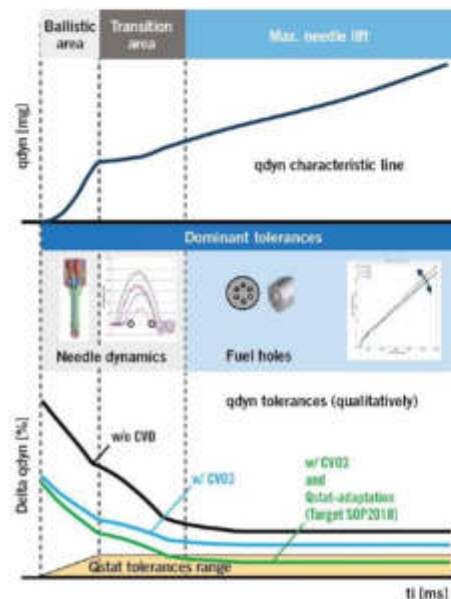 Ballistic area
Transition area
Max. needle lift
qdyn [mg]
qdyn characteristic line
Dominant tolerances
Needle dynamics
Fuel holes
qdyn tolerances (qualitatively)
Delta qdyn [%]
w/o CVO
w/ CVO3
w/ CVO3
and
Qstat-adaptation
(Target SOP2018)
Qstat tolerances range
ti [ms]